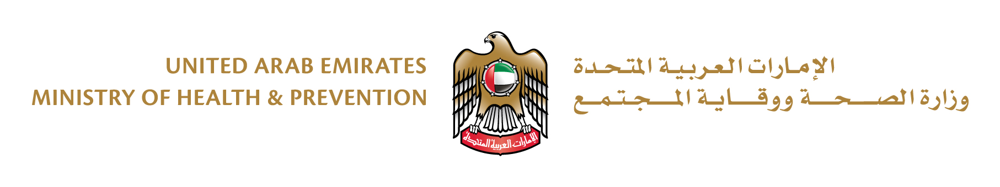 UNITED ARAB EMIRATES
MINISTRY OF HEALTH & PREVENTION
الإمارات العربية المتحدة
وزارة الصحة ووقاية المجتمع
الإمارات العربية المتحدة